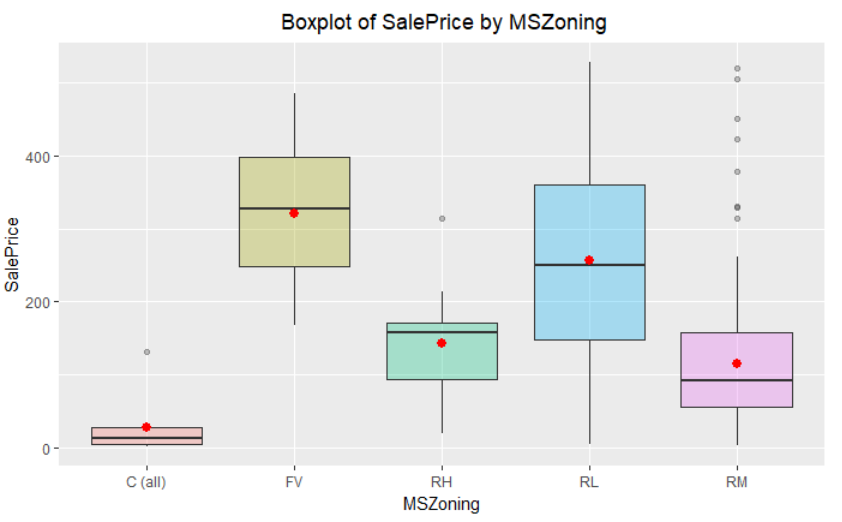 Boxplot of SalePrice by MSZoning
SalePrice
400
200
0
C (all) FV RH RL RM
MSZoning